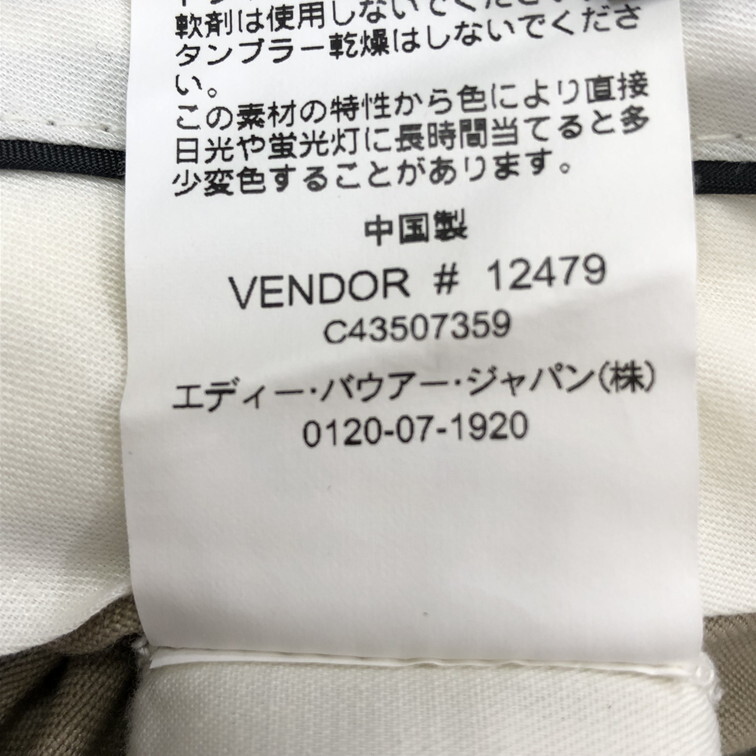 軟剤は使用しないでください
タンブラー乾燥はしないでくださ
い。
この素材の特性から色により直接
日光や蛍光灯に長時間当てると多
少変色することがあります。
中国製
VENDOR # 12479
C43507359
エディー・バウアー・ジャパン(株)
0120-07-1920